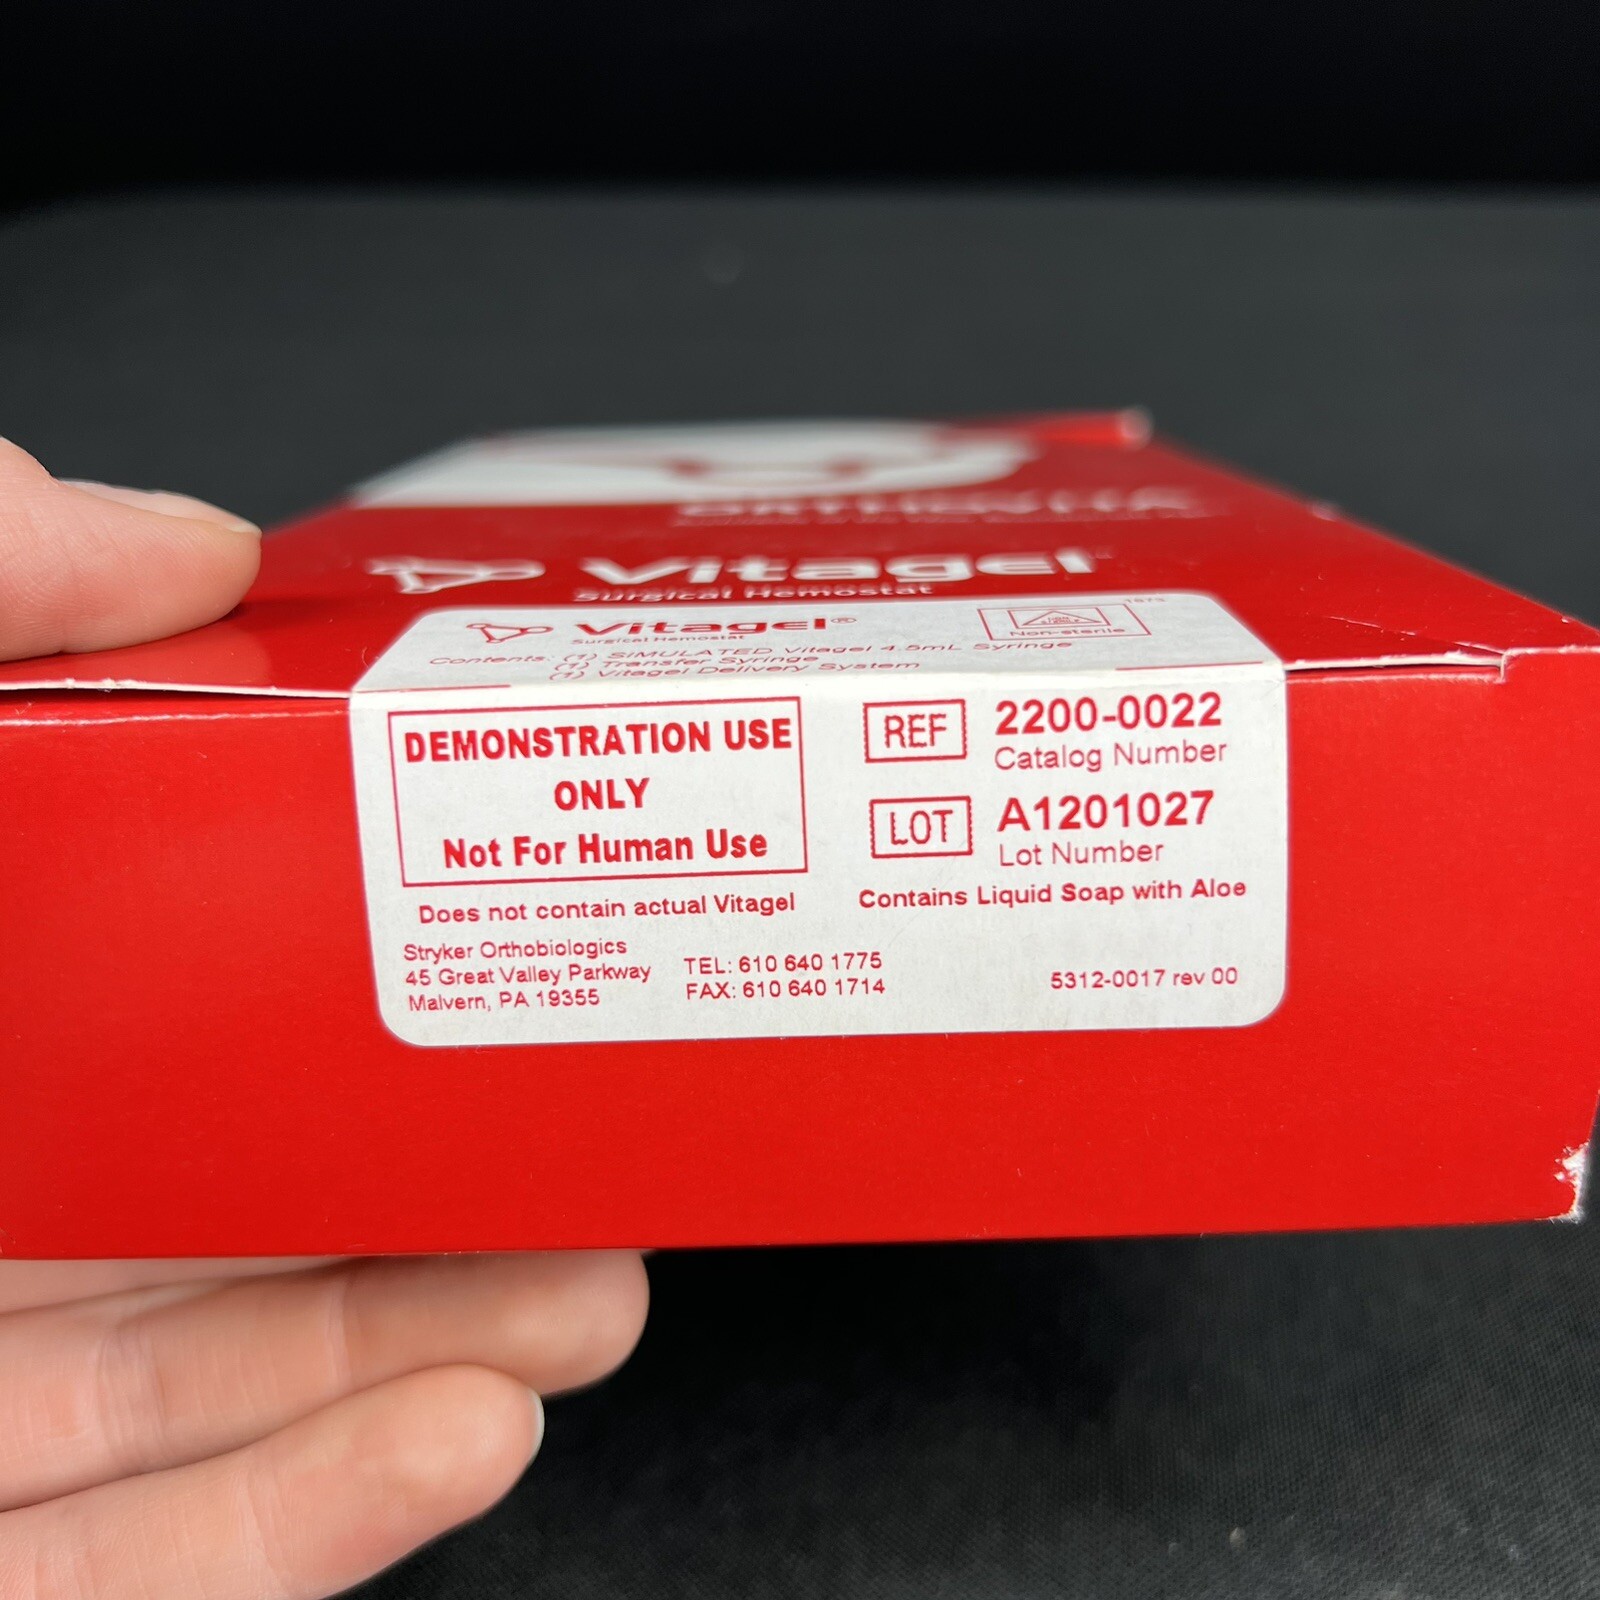 ORTHOVITA
Vitagel™
Surgical Hemostat
Vitagel®
Surgical Hemostat
Non-sterile
Contents: (1) SIMULATED Vitagel 4.5mL Syringe
(1) Transfer Syringe
(1) Vitagel Delivery System
DEMONSTRATION USE
ONLY
Not For Human Use
REF 2200-0022
Catalog Number
LOT A1201027
Lot Number
Does not contain actual Vitagel
Contains Liquid Soap with Aloe
Stryker Orthobiologics
45 Great Valley Parkway
Malvern, PA 19355
TEL: 610 640 1775
FAX: 610 640 1714
5312-0017 rev 00